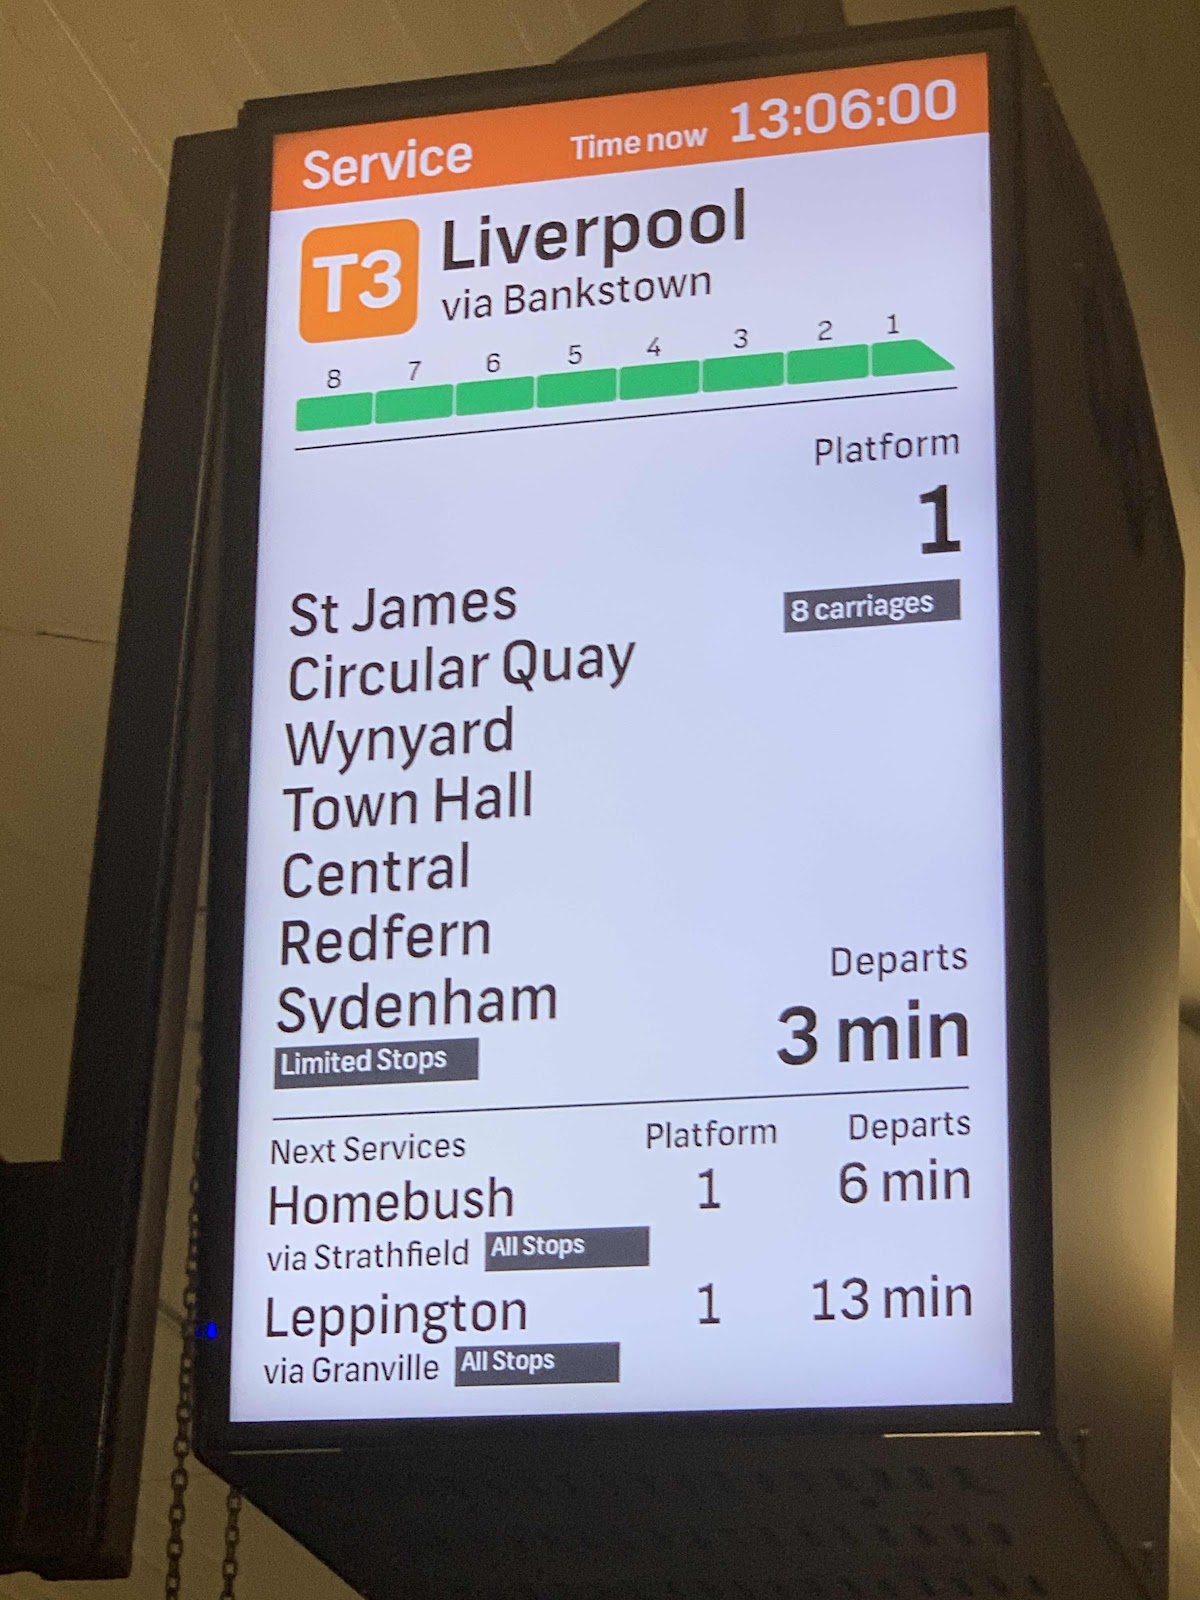 Service Time now 13:06:00
T3 Liverpool
via Bankstown
8 7 6 5 4 3 2 1
Platform
1
8 carriages
St James
Circular Quay
Wynyard
Town Hall
Central
Redfern
Sydenham
Limited Stops
Departs
3 min
Next Services Platform Departs
Homebush 1 6 min
via Strathfield All Stops
Leppington 1 13 min
via Granville All Stops